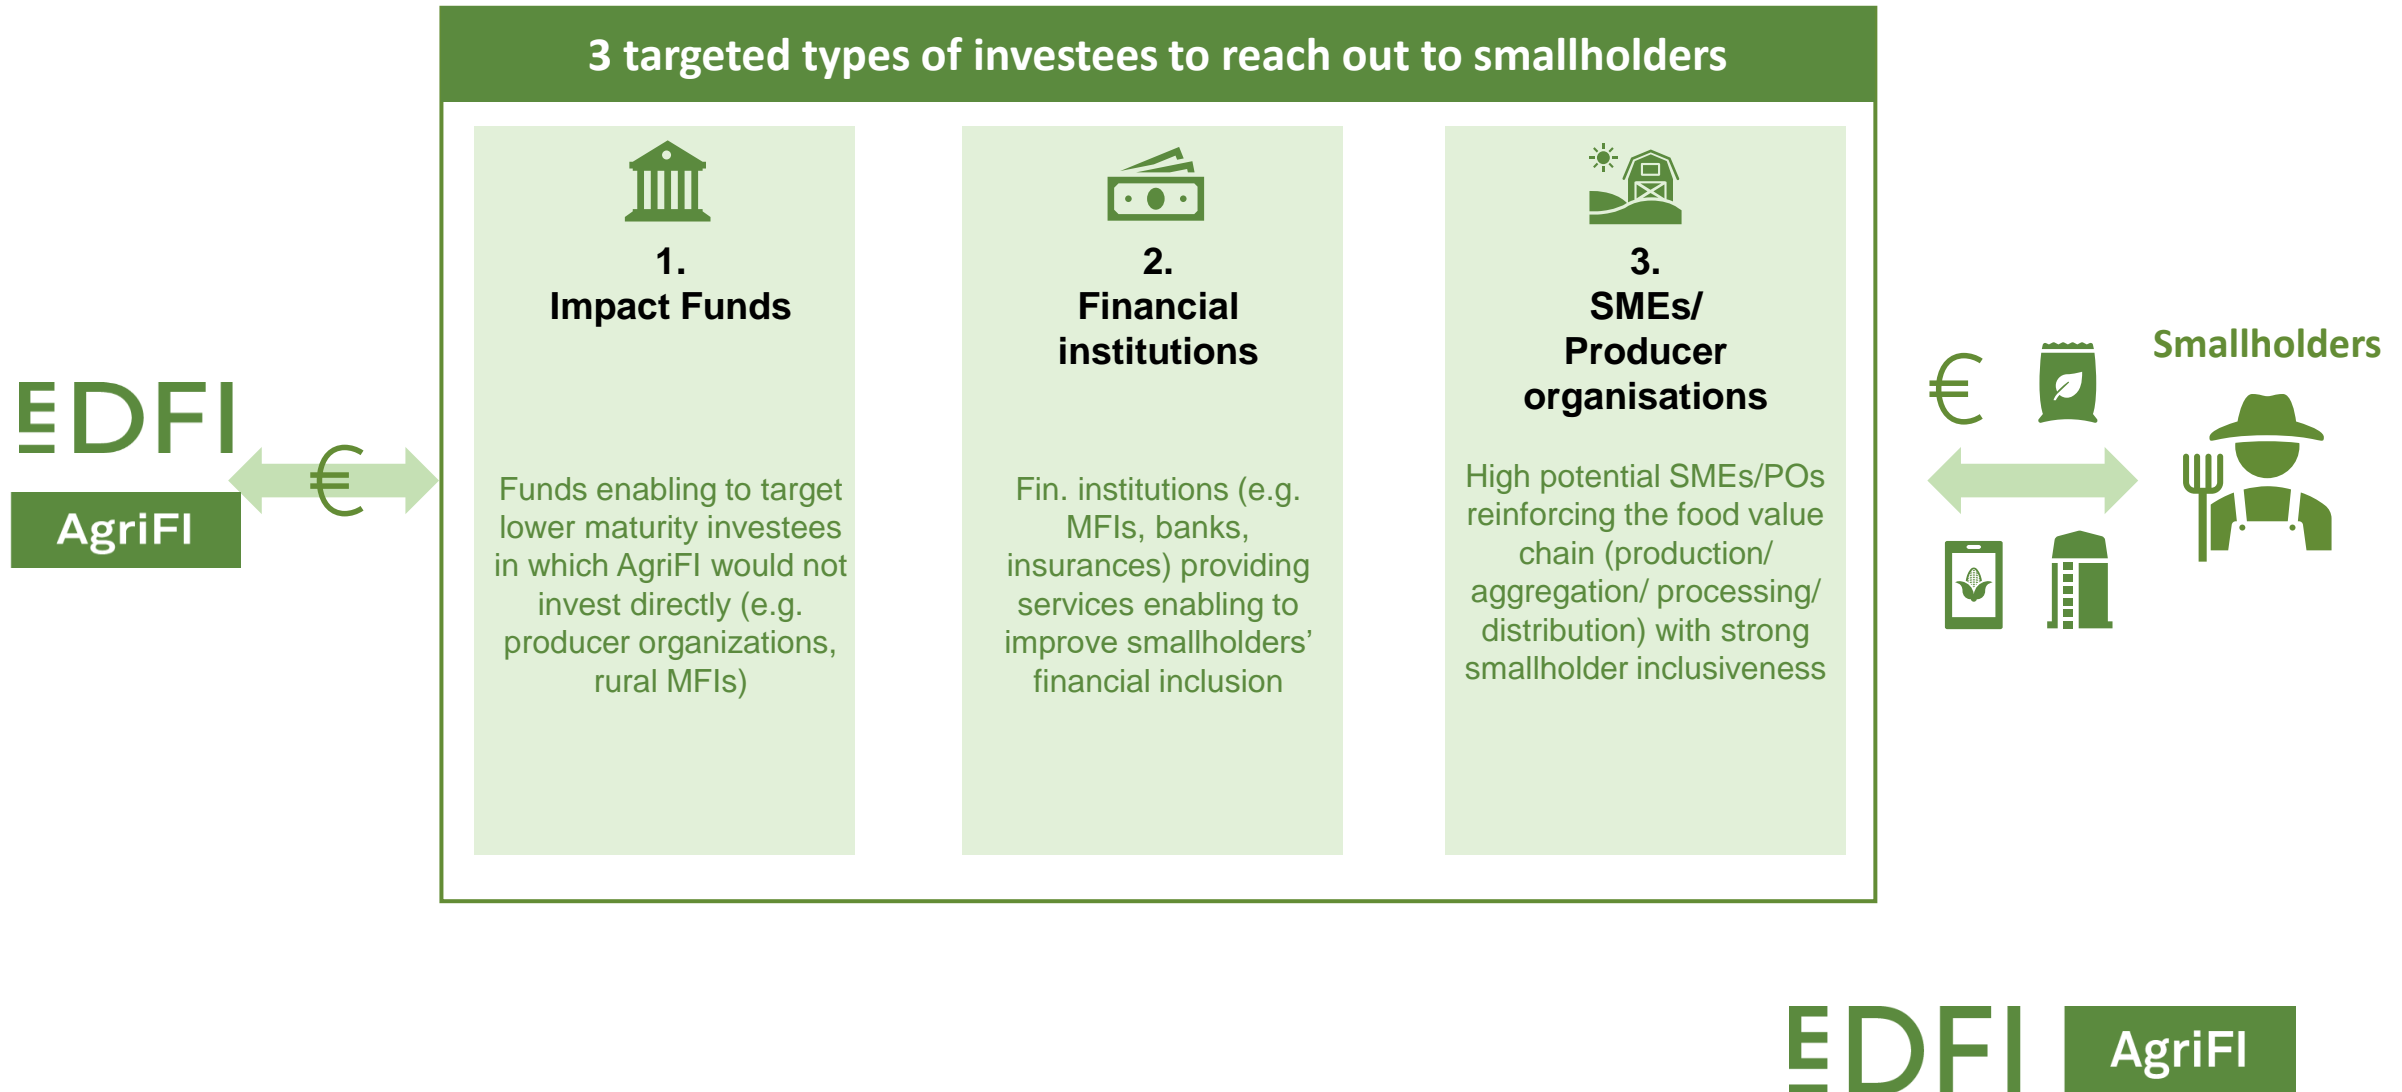 3 targeted types of investees to reach out to smallholders
EDFI
AgriFI
€
1.
Impact Funds
Funds enabling to target
lower maturity investees
in which AgriFI would not
invest directly (e.g.
producer organizations,
rural MFIs)
2.
Financial
institutions
Fin. institutions (e.g.
MFIs, banks,
insurances) providing
services enabling to
improve smallholders’
financial inclusion
3.
SMEs/
Producer
organisations
High potential SMEs/POs
reinforcing the food value
chain (production/
aggregation/ processing/
distribution) with strong
smallholder inclusiveness
€
Smallholders
EDFI
AgriFI